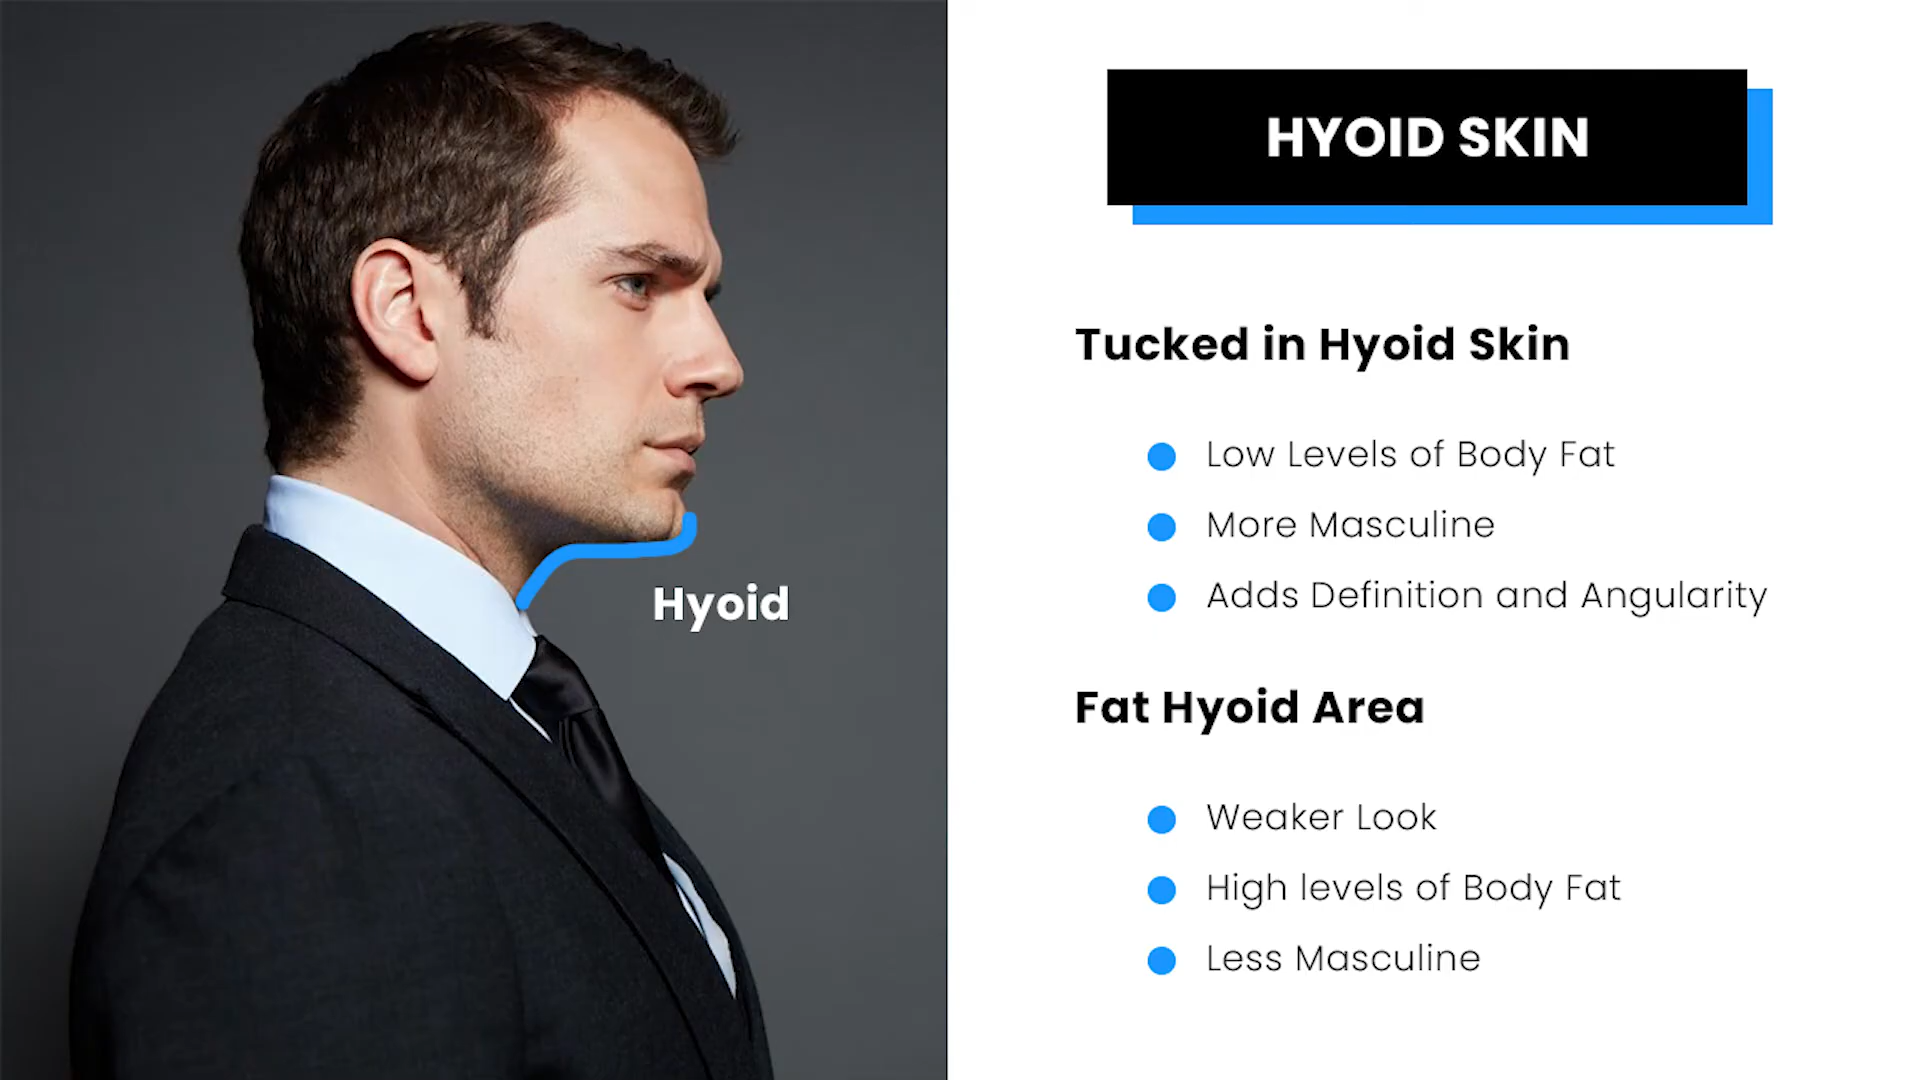 HYOID SKIN
Tucked in Hyoid Skin
Low Levels of Body Fat
More Masculine
Adds Definition and Angularity
Hyoid
Fat Hyoid Area
Weaker Look
High levels of Body Fat
Less Masculine